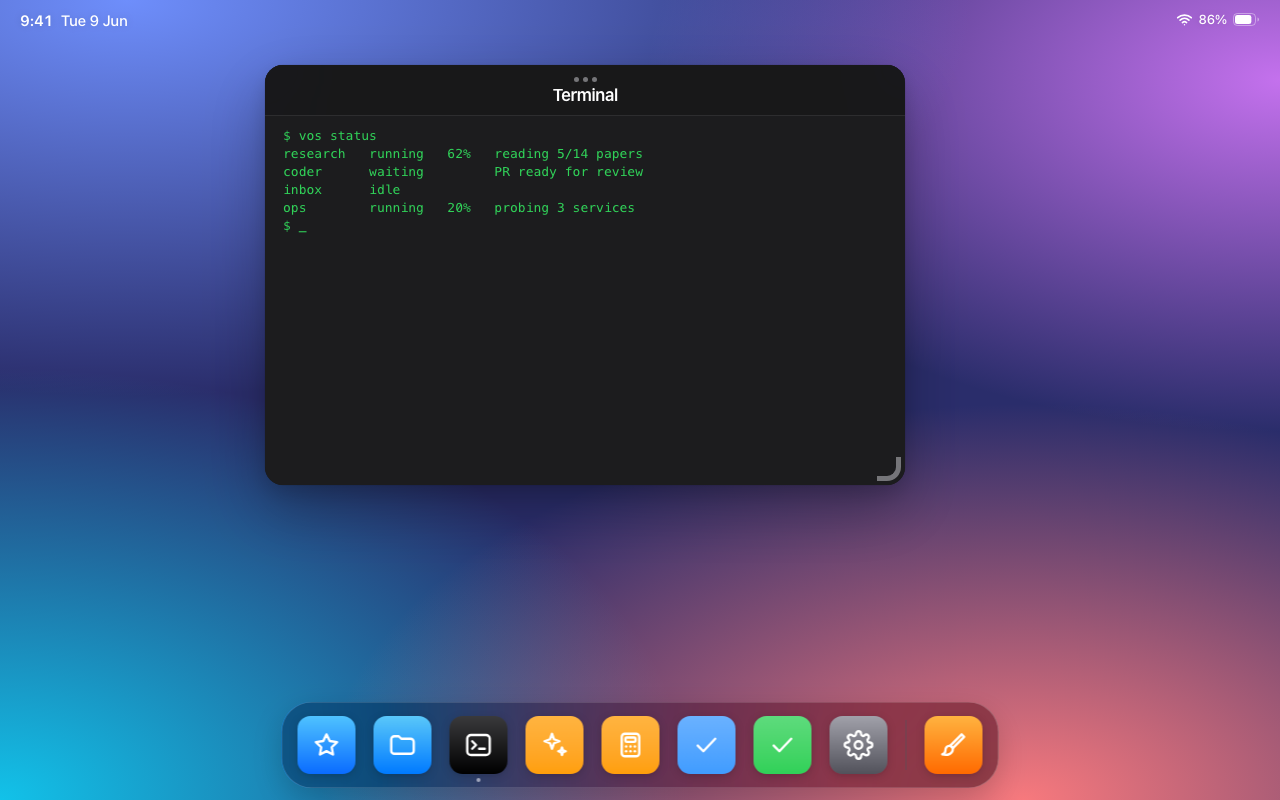 9:41 Tue 9 Jun
86%
Terminal
$ vos status
research running 62% reading 5/14 papers
coder waiting PR ready for review
inbox idle
ops running 20% probing 3 services
$ _